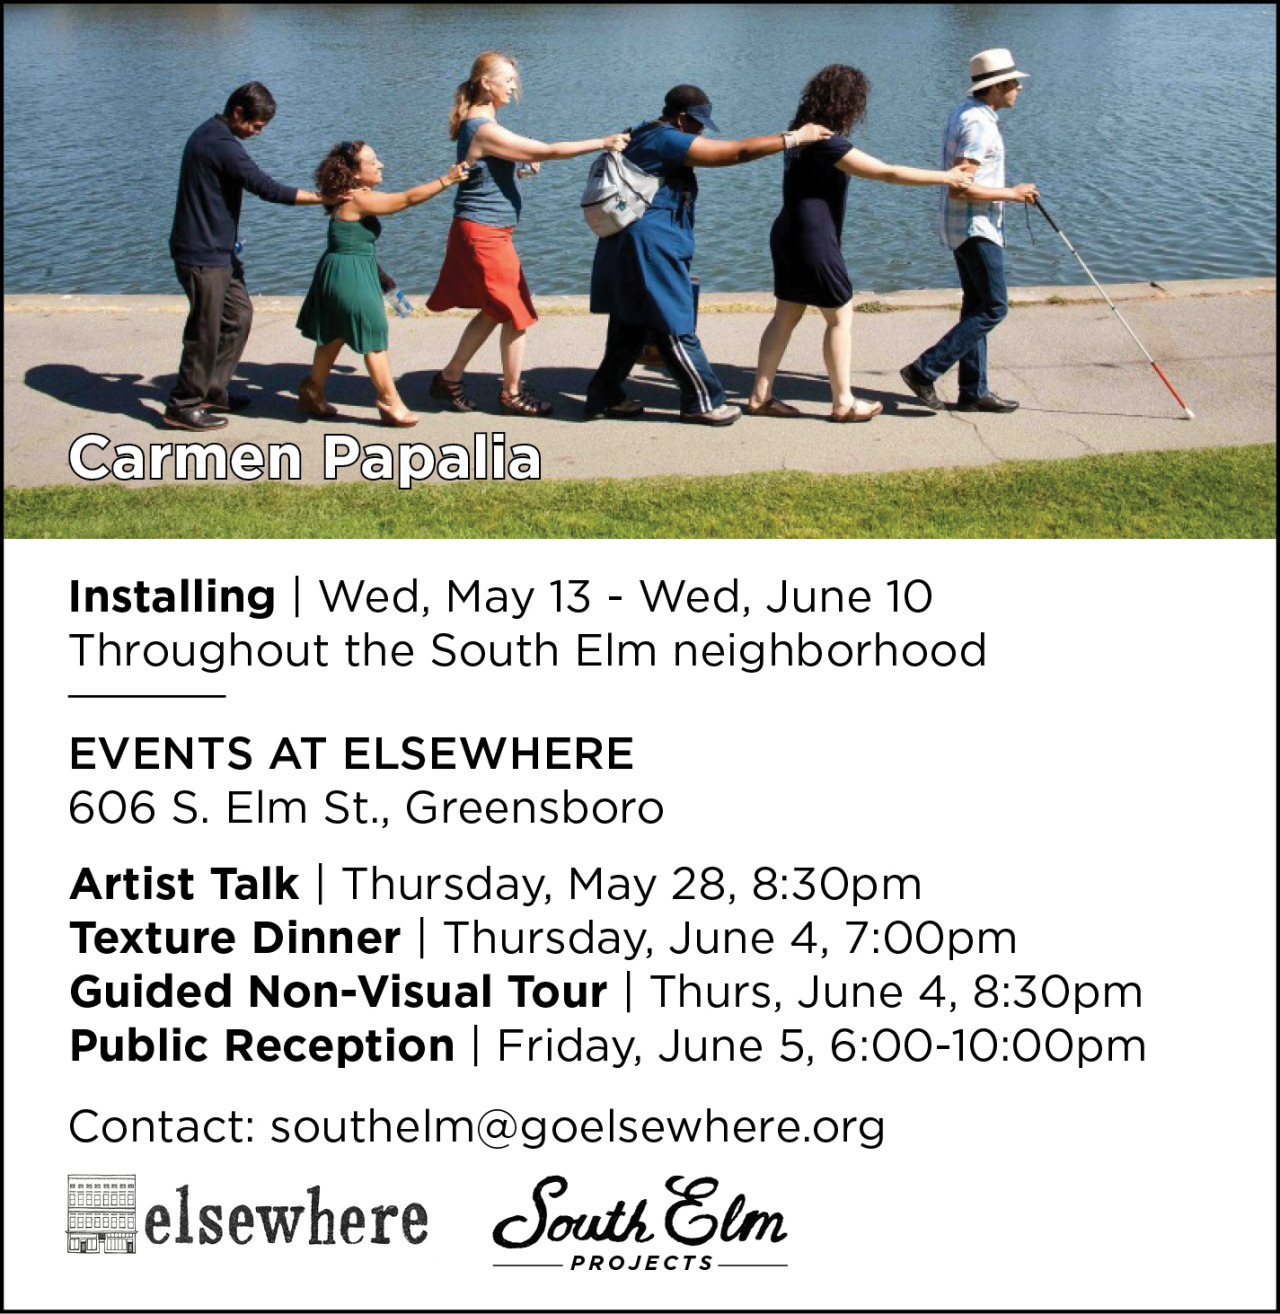 Carmen Papalia
Installing | Wed, May 13 - Wed, June 10
Throughout the South Elm neighborhood
EVENTS AT ELSEWHERE
606 S. Elm St., Greensboro
Artist Talk | Thursday, May 28, 8:30pm
Texture Dinner | Thursday, June 4, 7:00pm
Guided Non-Visual Tour | Thurs, June 4, 8:30pm
Public Reception | Friday, June 5, 6:00-10:00pm
Contact: southelm@goelsewhere.org
elsewhere
South Elm
PROJECTS